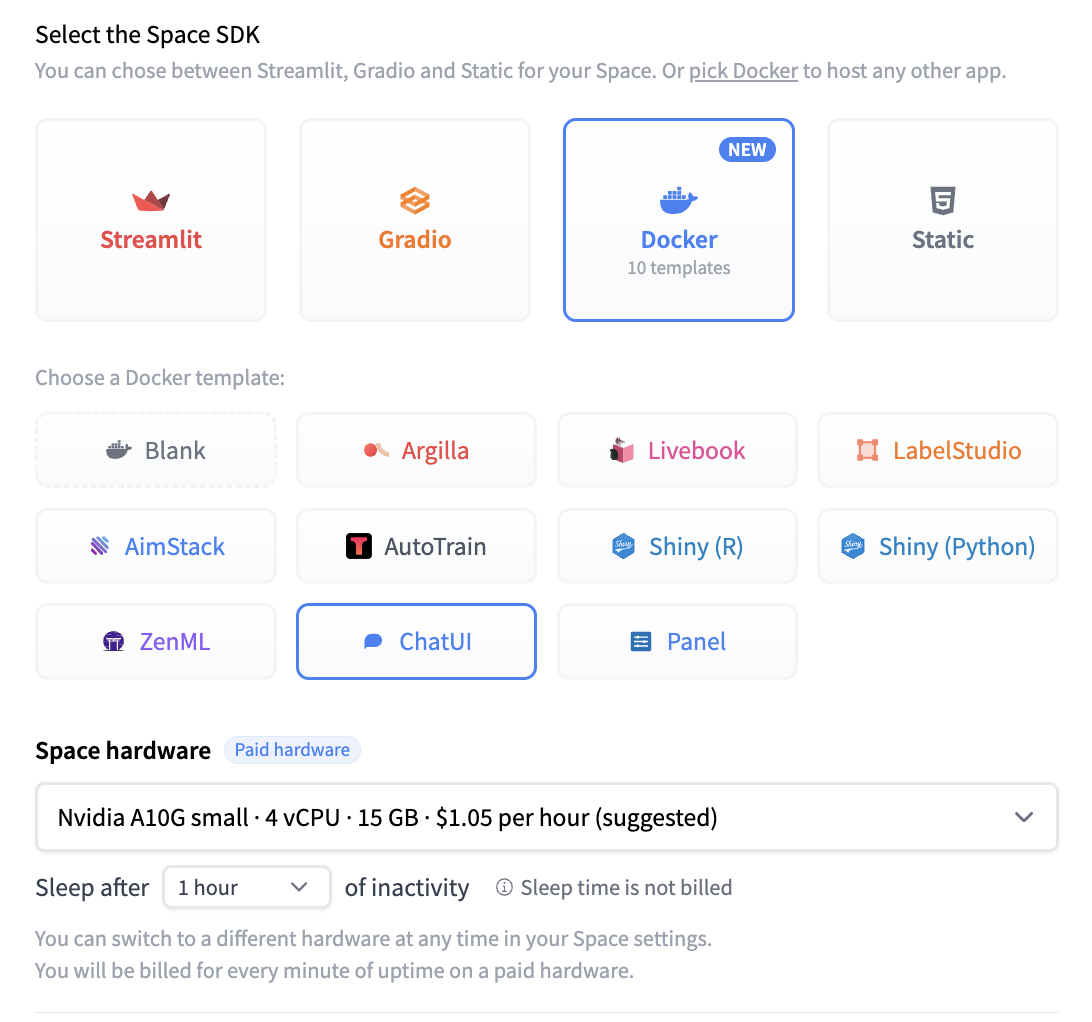 Select the Space SDK
You can chose between Streamlit, Gradio and Static for your Space. Or pick Docker to host any other app.
NEW
Streamlit
Gradio
Docker
Static
10 templates
Choose a Docker template:
Blank
Argilla
Livebook
LabelStudio
AimStack
AutoTrain
Shiny (R)
Shiny (Python)
ZenML
ChatUI
Panel
Space hardware Paid hardware
Nvidia A10G small · 4 vCPU · 15 GB · $1.05 per hour (suggested)
Sleep after 1 hour of inactivity Sleep time is not billed
You can switch to a different hardware at any time in your Space settings.
You will be billed for every minute of uptime on a paid hardware.